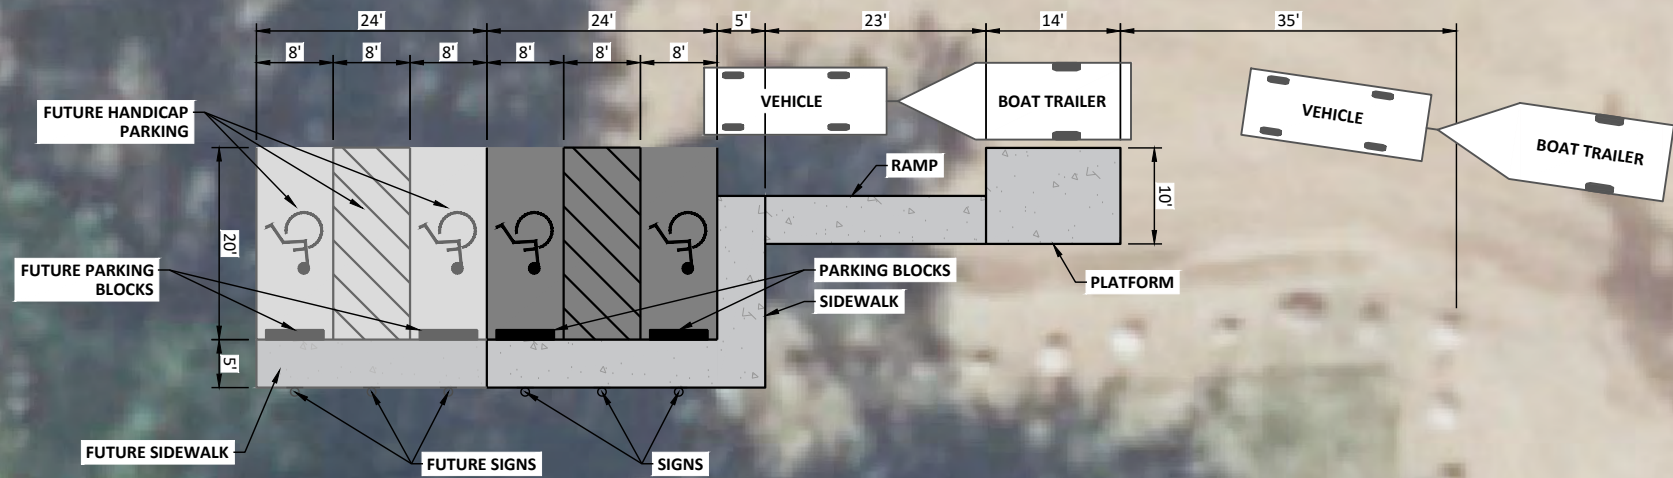 24'
24'
5'
23'
14'
35'
8'
8'
8'
8'
8'
8'
VEHICLE
BOAT TRAILER
VEHICLE
BOAT TRAILER
FUTURE HANDICAP
PARKING
RAMP
10'
20'
FUTURE PARKING
BLOCKS
PARKING BLOCKS
PLATFORM
SIDEWALK
5'
FUTURE SIDEWALK
FUTURE SIGNS
SIGNS